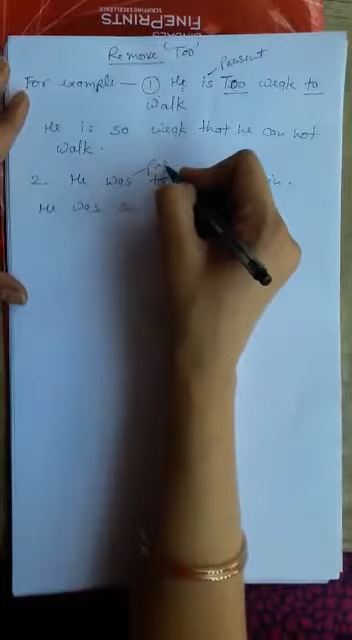 FINEPRINTS
Remove 'Too'
Present
For example — ① He is Too weak to
walk
He is so weak that he can not
walk.
2. He was
He was